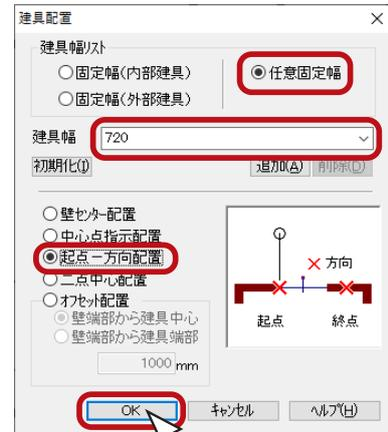 建具配置
建具幅リスト
固定幅(内部建具) 任意固定幅
固定幅(外部建具)
建具幅 720
初期化(I) 追加(A) 削除(D)
壁センター配置
中心点指示配置
起点－方向配置
二点中心配置
オフセット配置
壁端部から建具中心
壁端部から建具端部
1000 mm
方向
起点 終点
OK キャンセル ヘルプ(H)